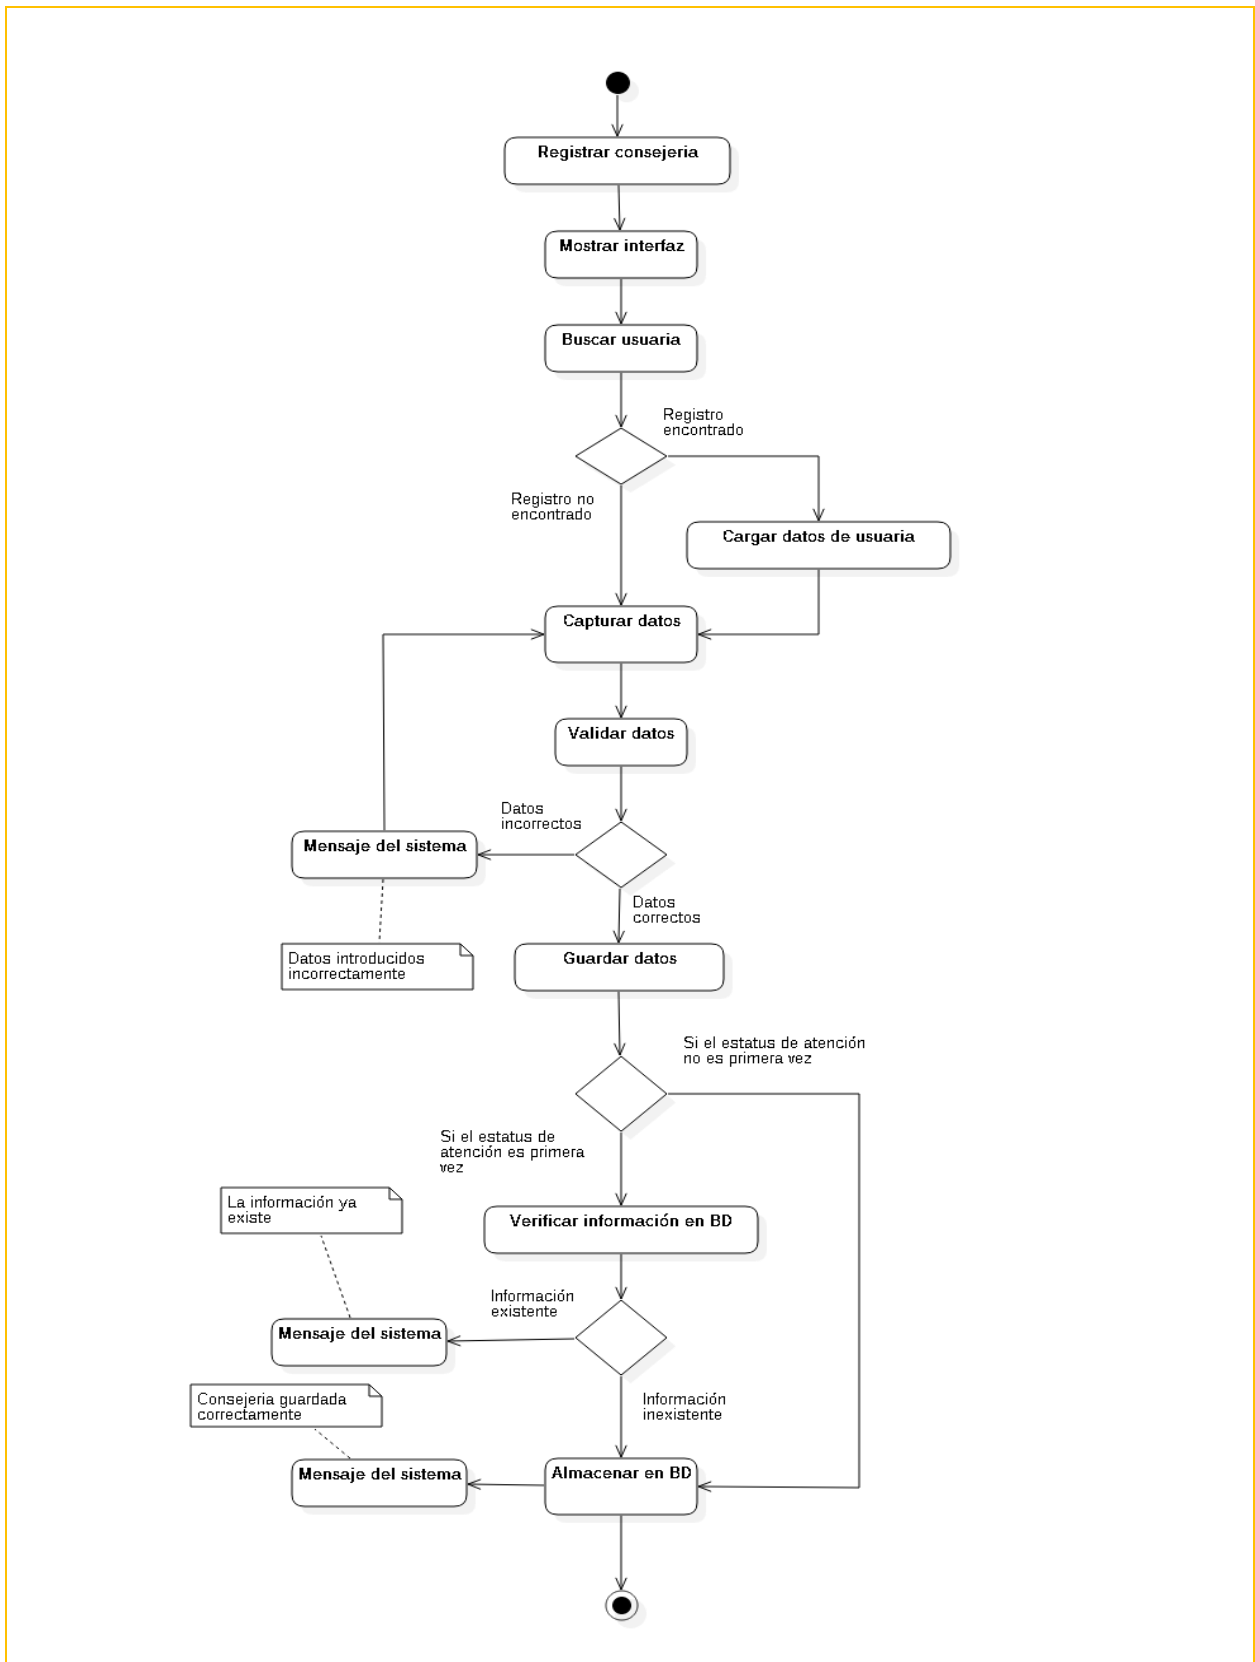 Registrar consejeria
Mostrar interfaz
Buscar usuaria
Registro
encontrado
Registro no
encontrado
Cargar datos de usuaria
Capturar datos
Validar datos
Datos
incorrectos
Mensaje del sistema
Datos
correctos
Datos introducidos
incorrectamente
Guardar datos
Si el estatus de atención
no es primera vez
Si el estatus de
atención es primera
vez
La información ya
existe
Verificar información en BD
Información
existente
Mensaje del sistema
Consejeria guardada
correctamente
Información
inexistente
Mensaje del sistema
Almacenar en BD